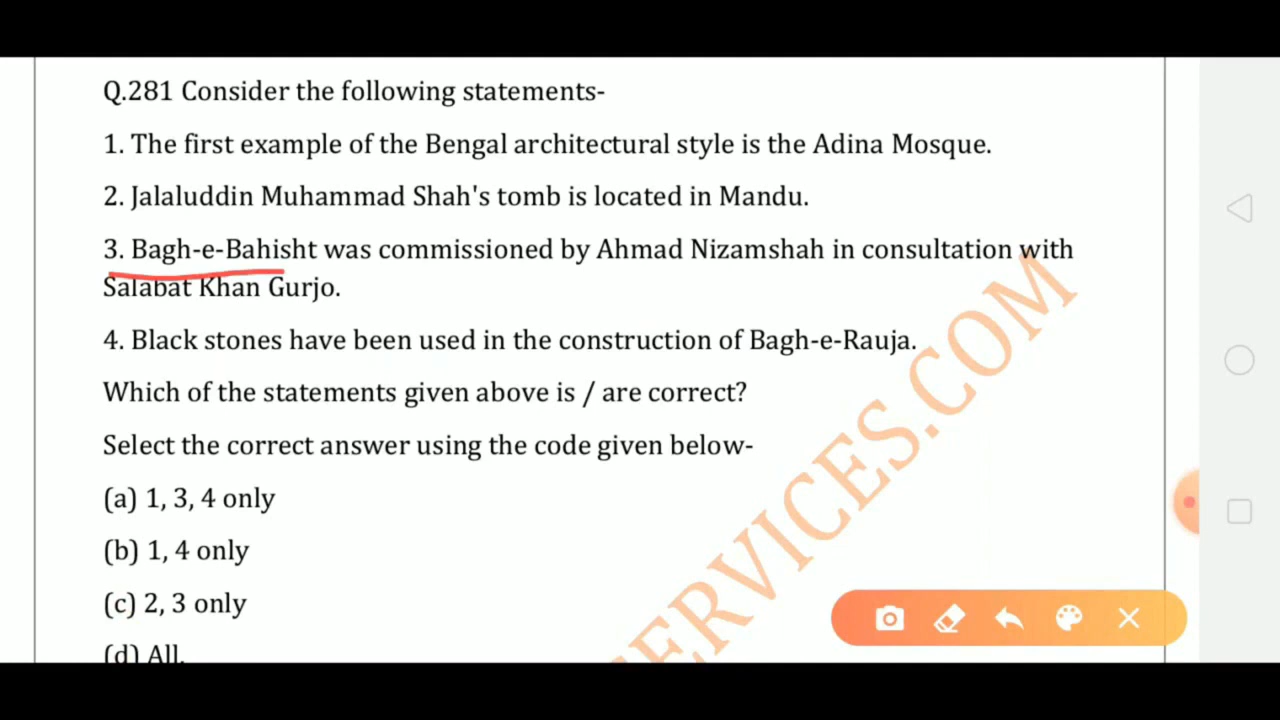 Q.281 Consider the following statements-
1. The first example of the Bengal architectural style is the Adina Mosque.
2. Jalaluddin Muhammad Shah's tomb is located in Mandu.
3. Bagh-e-Bahisht was commissioned by Ahmad Nizamshah in consultation with
Salabat Khan Gurjo.
4. Black stones have been used in the construction of Bagh-e-Rauja.
Which of the statements given above is / are correct?
Select the correct answer using the code given below-
(a) 1, 3, 4 only
(b) 1, 4 only
(c) 2, 3 only
(d) All.
SERVICES.COM